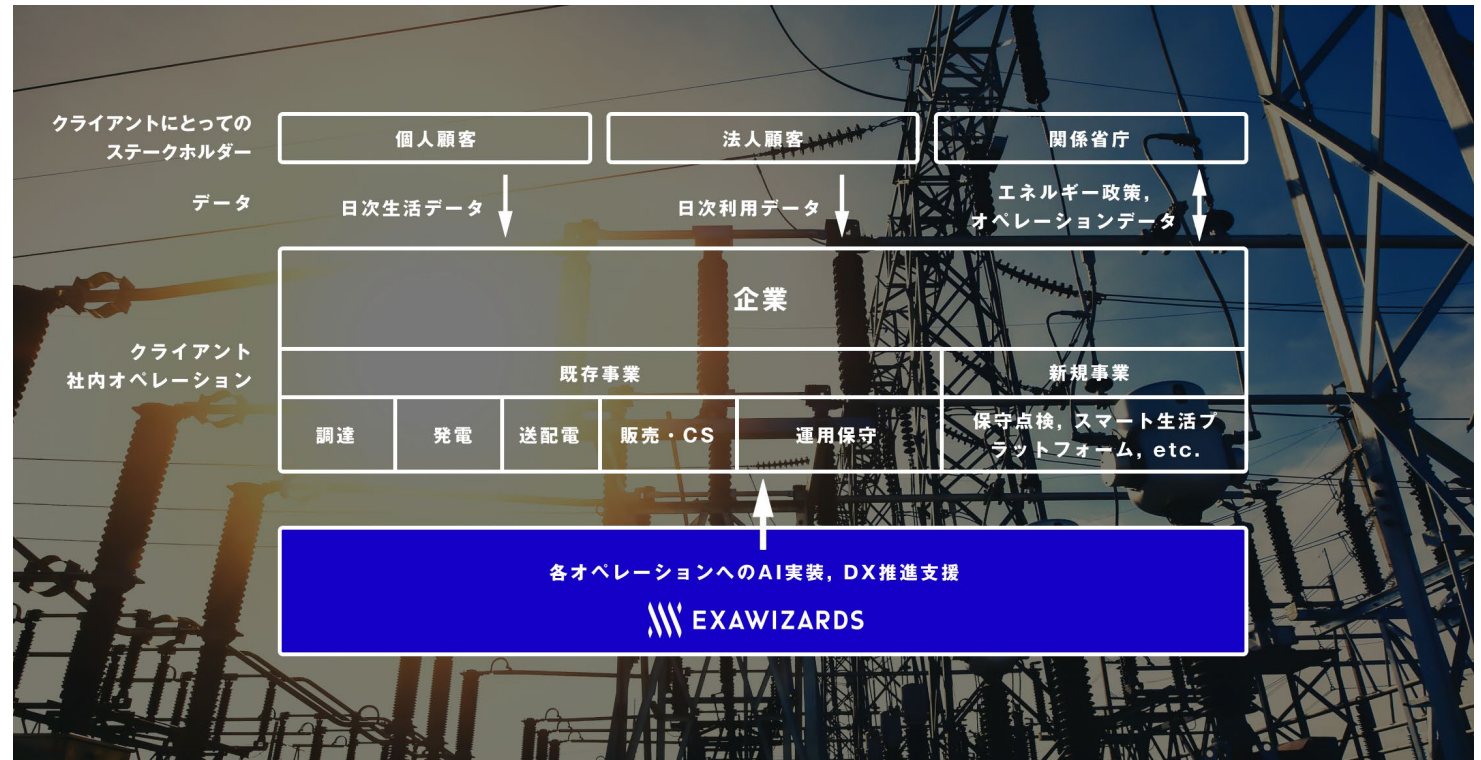 クライアントにとっての
ステークホルダー
個人顧客
法人顧客
関係省庁
データ
日次生活データ
日次利用データ
エネルギー政策,
オペレーションデータ
企業
クライアント
社内オペレーション
既存事業
新規事業
調達
発電
送配電
販売・CS
運用保守
保守点検, スマート生活プ
ラットフォーム, etc.
各オペレーションへのAI実装, DX推進支援
EXAWIZARDS